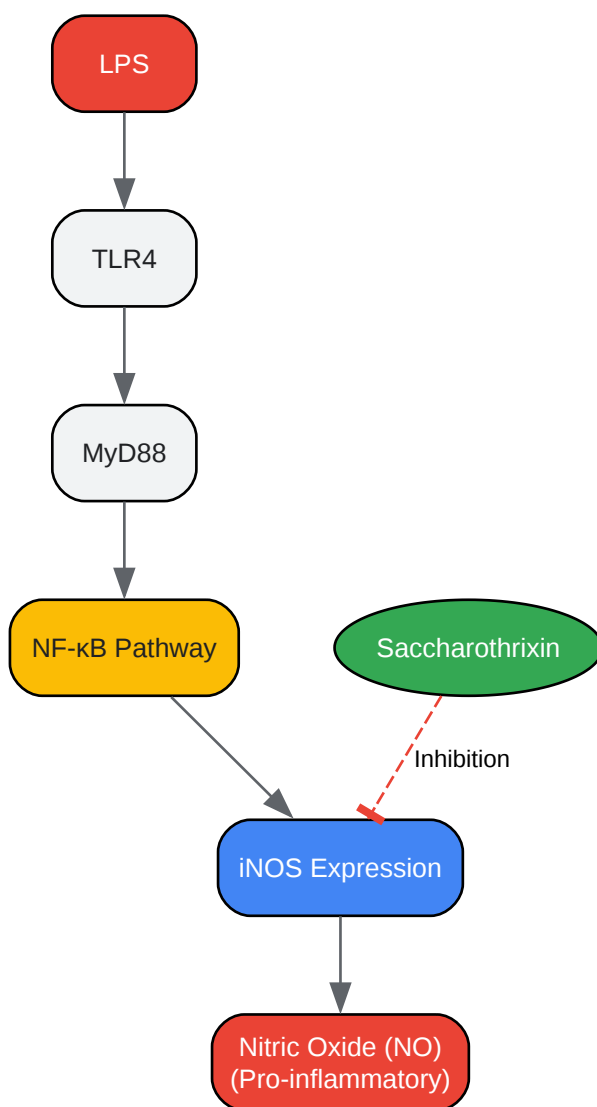 LPS
TLR4
MyD88
NF-κB Pathway
Saccharothrixin
Inhibition
iNOS Expression
Nitric Oxide (NO)
(Pro-inflammatory)